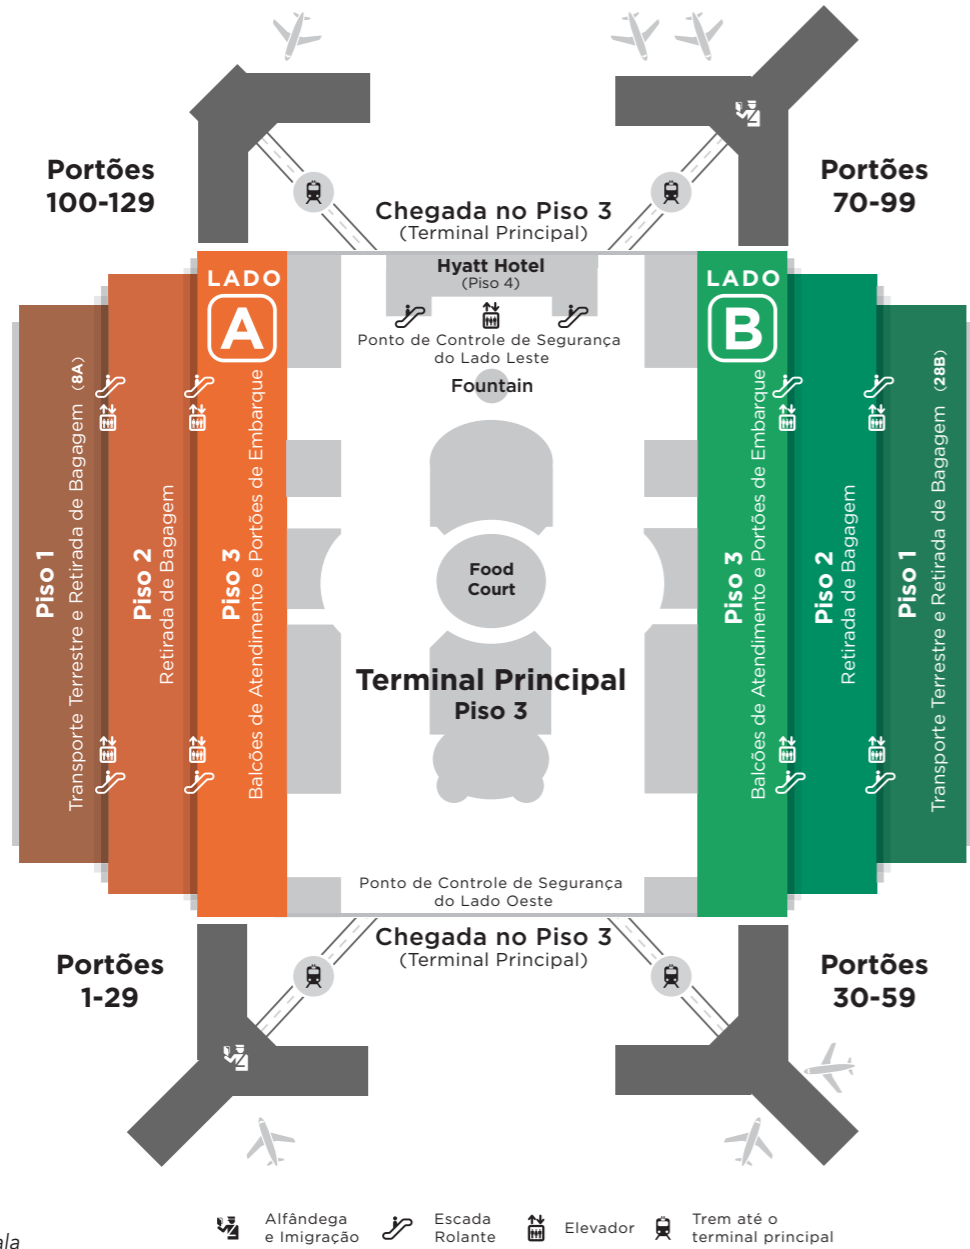 Portões
100-129
Portões
70-99
Chegada no Piso 3
(Terminal Principal)
LADO
A
Hyatt Hotel
(Piso 4)
LADO
B
Ponto de Controle de Segurança
do Lado Leste
Fountain
Piso 1
Transporte Terrestre e Retirada de Bagagem (8A)
Piso 2
Retirada de Bagagem
Piso 3
Balcões de Atendimento e Portões de Embarque
Food
Court
Terminal Principal
Piso 3
Piso 3
Balcões de Atendimento e Portões de Embarque
Piso 2
Retirada de Bagagem
Piso 1
Transporte Terrestre e Retirada de Bagagem (28B)
Ponto de Controle de Segurança
do Lado Oeste
Chegada no Piso 3
(Terminal Principal)
Portões
1-29
Portões
30-59
Alfândega
e Imigração
Escada
Rolante
Elevador
Trem até o
terminal principal